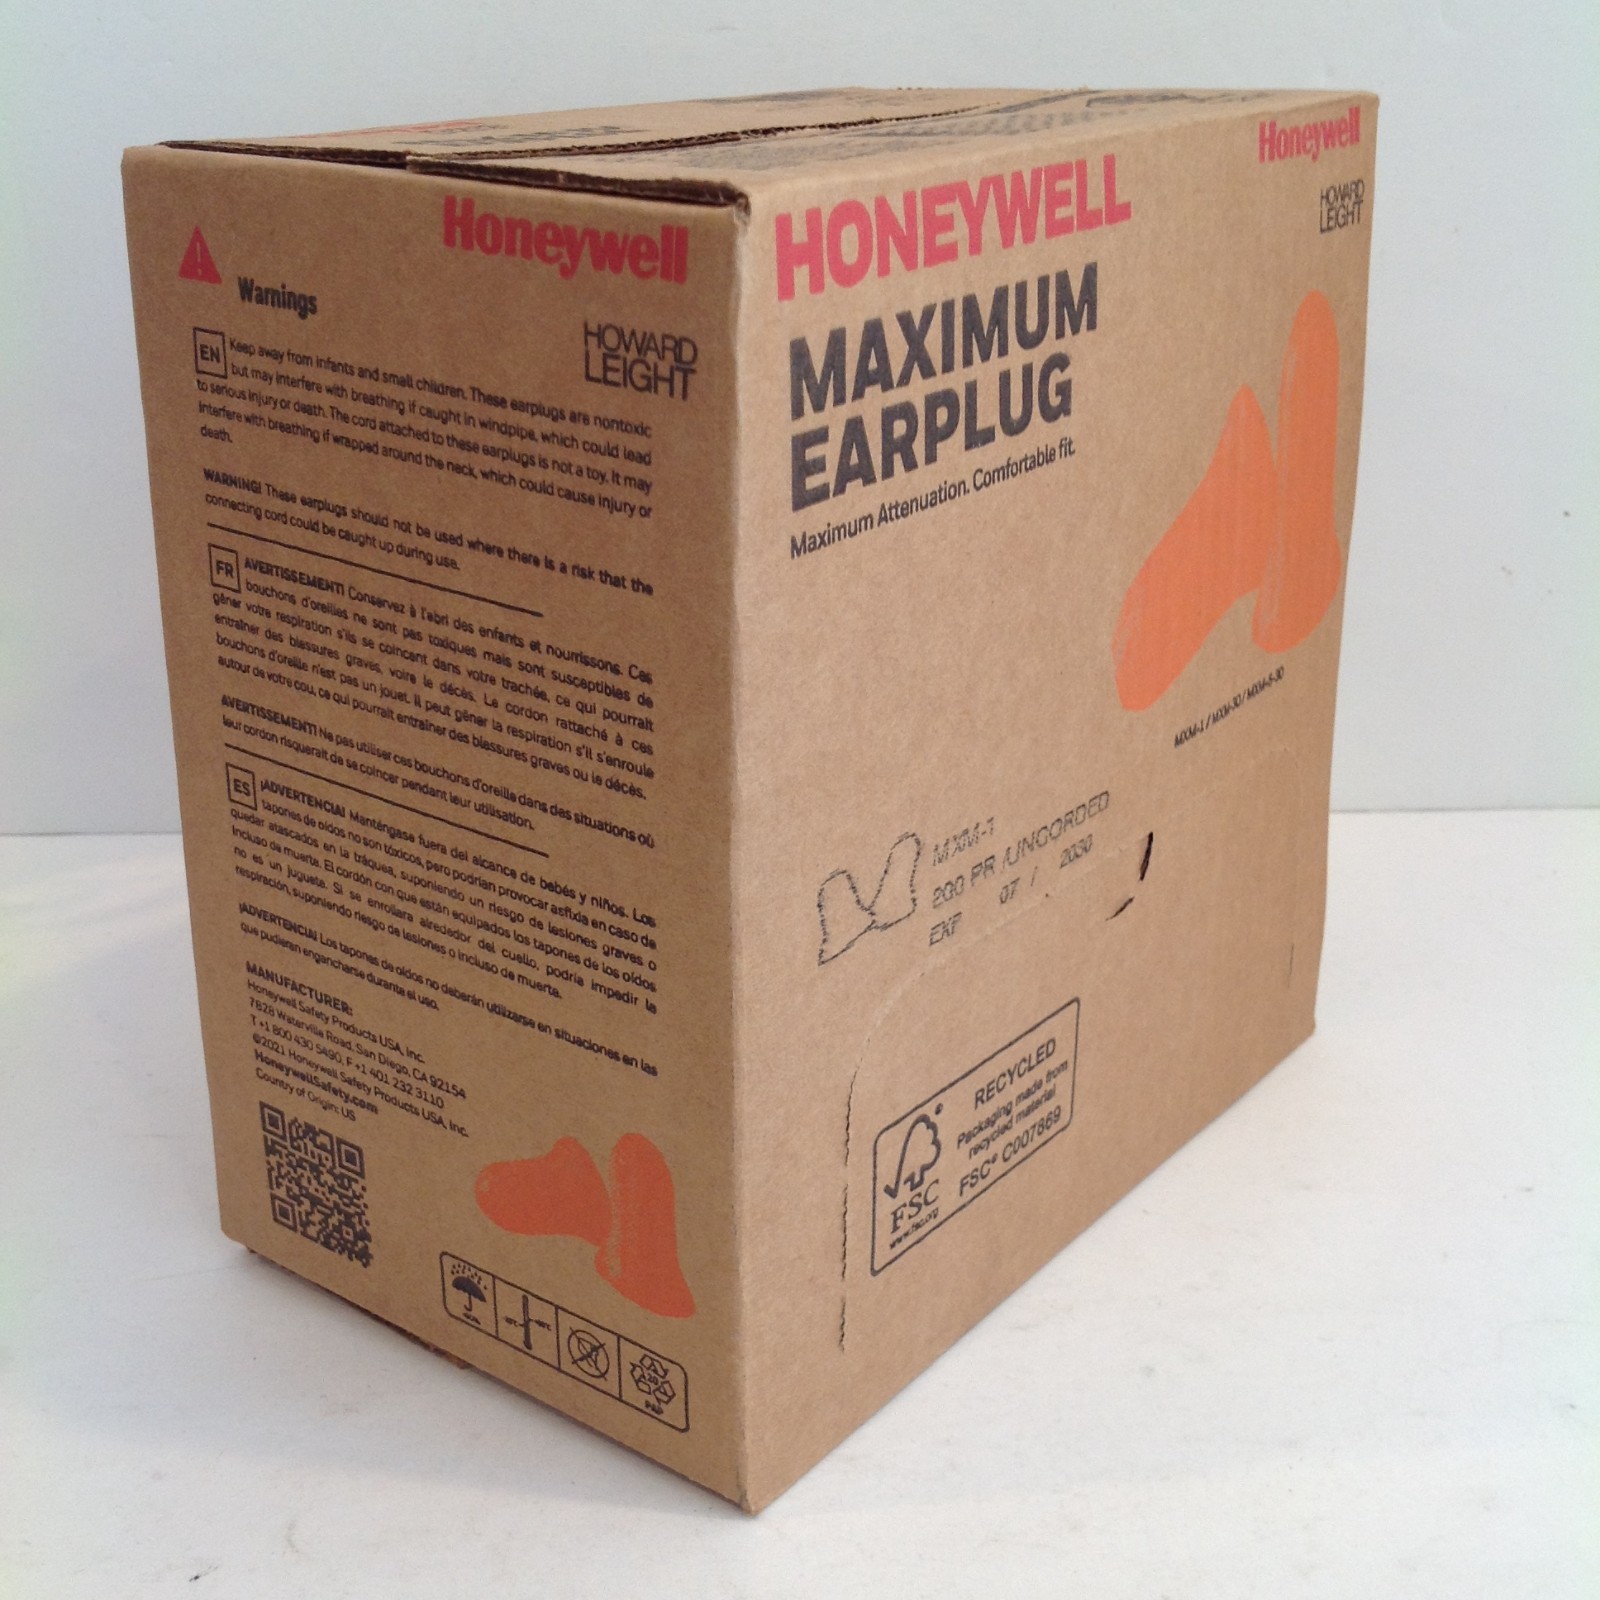 Honeywell
HOWARD
LEIGHT
Warnings
EN
Keep away from infants and small children. These earplugs are nontoxic
but may interfere with breathing if caught in windpipe, which could lead
to serious injury or death. The cord attached to these earplugs is not a toy. It may
interfere with breathing if wrapped around the neck, which could cause injury or
death.
WARNING! These earplugs should not be used where there is a risk that the
connecting cord could be caught up during use.
FR
AVERTISSEMENT! Conservez à l'abri des enfants et nourrissons. Ces
bouchons d'oreilles ne sont pas toxiques mais sont susceptibles de
gêner votre respiration s'ils se coincent dans votre trachée, ce qui pourrait
entraîner des blessures graves, voire le décès. Le cordon rattaché à ces
bouchons d'oreille n'est pas un jouet. Il peut gêner la respiration s'il s'enroule
autour de votre cou, ce qui pourrait entraîner des blessures graves ou le décès.
AVERTISSEMENT! Ne pas utiliser ces bouchons d'oreille dans des situations où
leur cordon risquerait de se coincer pendant leur utilisation.
ES
¡ADVERTENCIA! Manténgase fuera del alcance de bebés y niños. Los
tapones de oídos no son tóxicos, pero podrían provocar asfixia en caso de
quedar atascados en la tráquea, suponiendo un riesgo de lesiones graves o
incluso de muerte. El cordón con que están equipados los tapones de los oídos
no es un juguete. Si se enrollara alrededor del cuello, podría impedir la
respiración, suponiendo riesgo de lesiones o incluso de muerte.
¡ADVERTENCIA! Los tapones de oídos no deberán utilizarse en situaciones en las
que pudieran engancharse durante el uso.
MANUFACTURER:
Honeywell Safety Products USA, Inc.
7828 Waterville Road, San Diego, CA 92154
T +1 800 430 5490, F +1 401 232 3110
©2021 Honeywell Safety Products USA, Inc.
HoneywellSafety.com
Country of Origin: US
PAP
HONEYWELL
MAXIMUM
EARPLUG
Maximum Attenuation. Comfortable fit.
Honeywell
HOWARD
LEIGHT
MXM-1 / MXM-30 / MXM-S-30
MXM-1
200 PR /UNCORDED
EXP 07 / 2030
FSC
www.fsc.org
RECYCLED
Packaging made from
recycled material
FSC® C007869